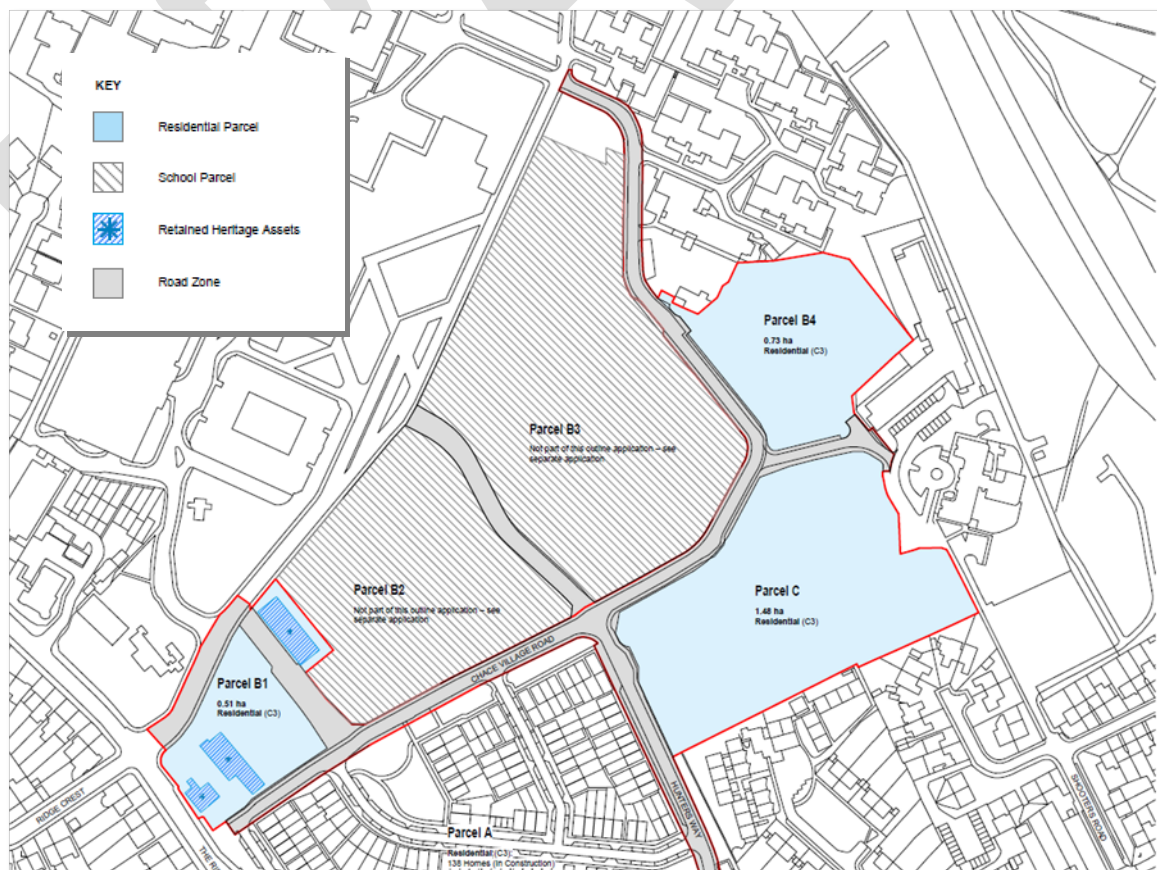 KEY
Residential Parcel
School Parcel
Retained Heritage Assets
Road Zone
Parcel B4
0.73 ha
Residential (C3)
Parcel B3
Not part of this outline application – see
separate application
Parcel B2
Not part of this outline application – see
separate application
Parcel C
1.48 ha
Residential (C3)
Parcel B1
0.51 ha
Residential (C3)
CHACE VILLAGE ROAD
HUNTERS WAY
SHOOTERS ROAD
RIDGE CREST
Parcel A
Residential (C3):
138 Homes (In Construction)